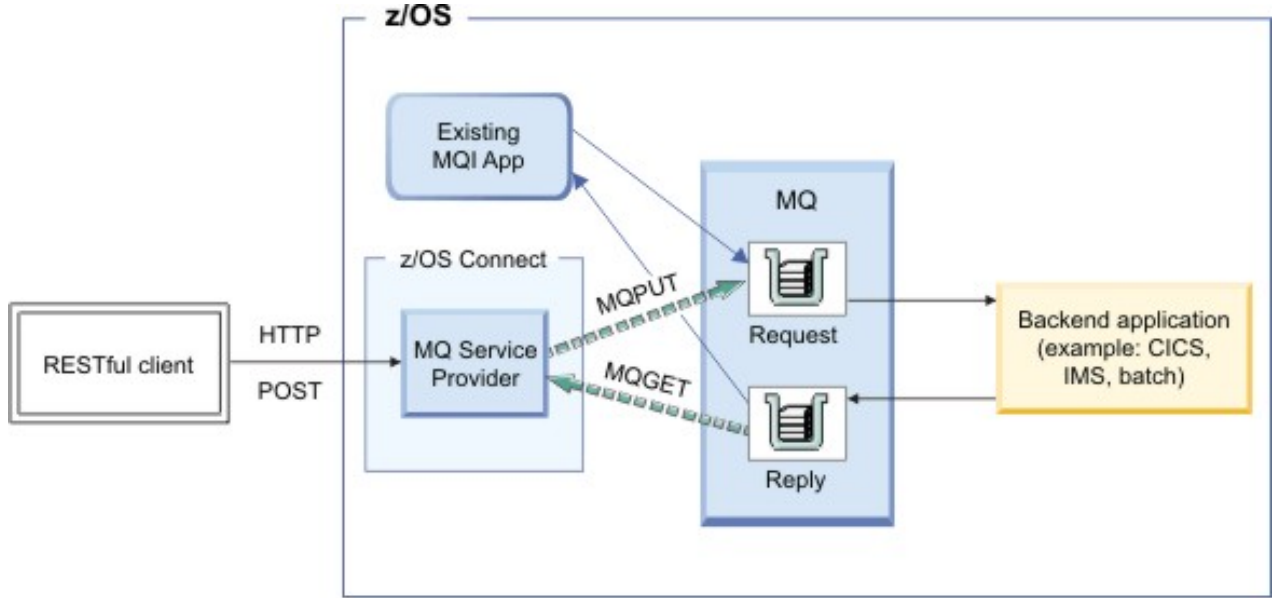 z/OS
Existing
MQI App
MQ
z/OS Connect
MQPUT
HTTP
POST
RESTful client
MQ Service
Provider
Request
MQGET
Backend application
(example: CICS,
IMS, batch)
Reply